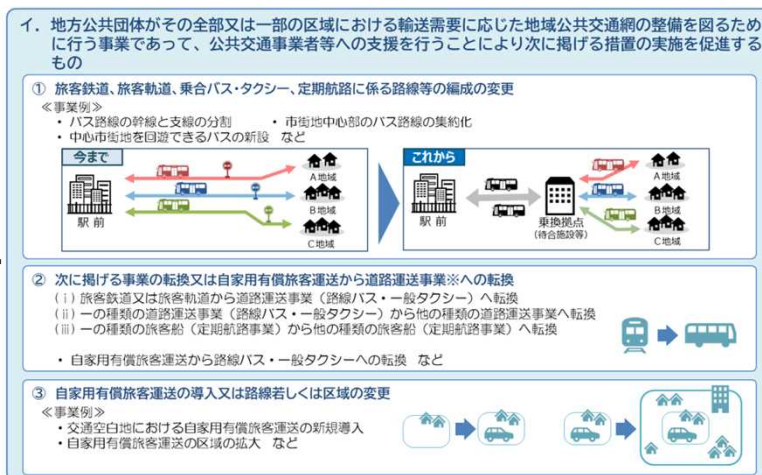 イ. 地方公共団体がその全部又は一部の区域における輸送需要に応じた地域公共交通網の整備を図るため
に行う事業であって、公共交通事業者等への支援を行うことにより次に掲げる措置の実施を促進する
もの
① 旅客鉄道、旅客軌道、乗合バス・タクシー、定期航路に係る路線等の編成の変更
≪事業例≫
・ バス路線の幹線と支線の分割 ・ 市街地中心部のバス路線の集約化
・ 中心市街地を回遊できるバスの新設 など
今まで
駅前
A地域
B地域
C地域
これから
駅前
乗換拠点
(待合施設等)
A地域
B地域
C地域
② 次に掲げる事業の転換又は自家用有償旅客運送から道路運送事業※への転換
(ⅰ) 旅客鉄道又は旅客軌道から道路運送事業（路線バス・一般タクシー）へ転換
(ⅱ) 一の種類の道路運送事業（路線バス・一般タクシー）から他の種類の道路運送事業へ転換
(ⅲ) 一の種類の旅客船（定期航路事業）から他の種類の旅客船（定期航路事業）へ転換
・ 自家用有償旅客運送から路線バス・一般タクシーへの転換 など
③ 自家用有償旅客運送の導入又は路線若しくは区域の変更
≪事業例≫
・交通空白地における自家用有償旅客運送の新規導入
・自家用有償旅客運送の区域の拡大 など